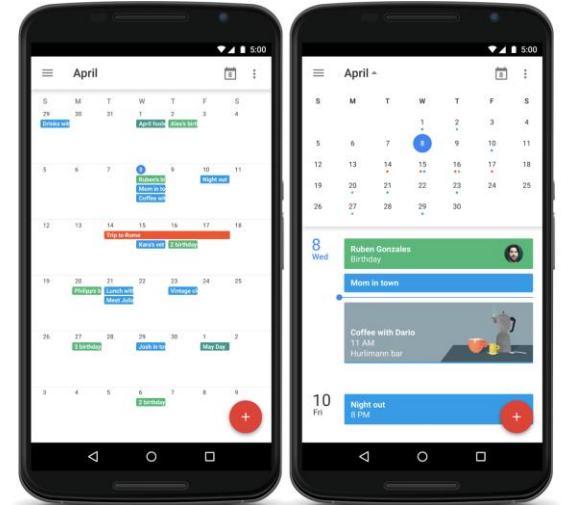 5:00
April
S M T W T F S
29 30 31 1 2 3 4
Drinks wit April fools Alex's birt
5 6 7 8 9 10 11
Ruben's bi Night out
Mom in to
Coffee wit
12 13 14 15 16 17 18
Trip to Rome
Kara's vet 2 birthday
19 20 21 22 23 24 25
Philipp's b Lunch with Vintage cl
Meet Julie
26 27 28 29 30 1 2
3 birthday Josh in to May Day
3 4 5 6 7 8 9
2 birthday
+
5:00
April
S M T W T F S
1 2 3 4
5 6 7 8 9 10 11
12 13 14 15 16 17 18
19 20 21 22 23 24 25
26 27 28 29 30
8
Wed
Ruben Gonzales
Birthday
Mom in town
Coffee with Dario
11 AM
Hurlimann bar
10
Fri
Night out
8 PM
+